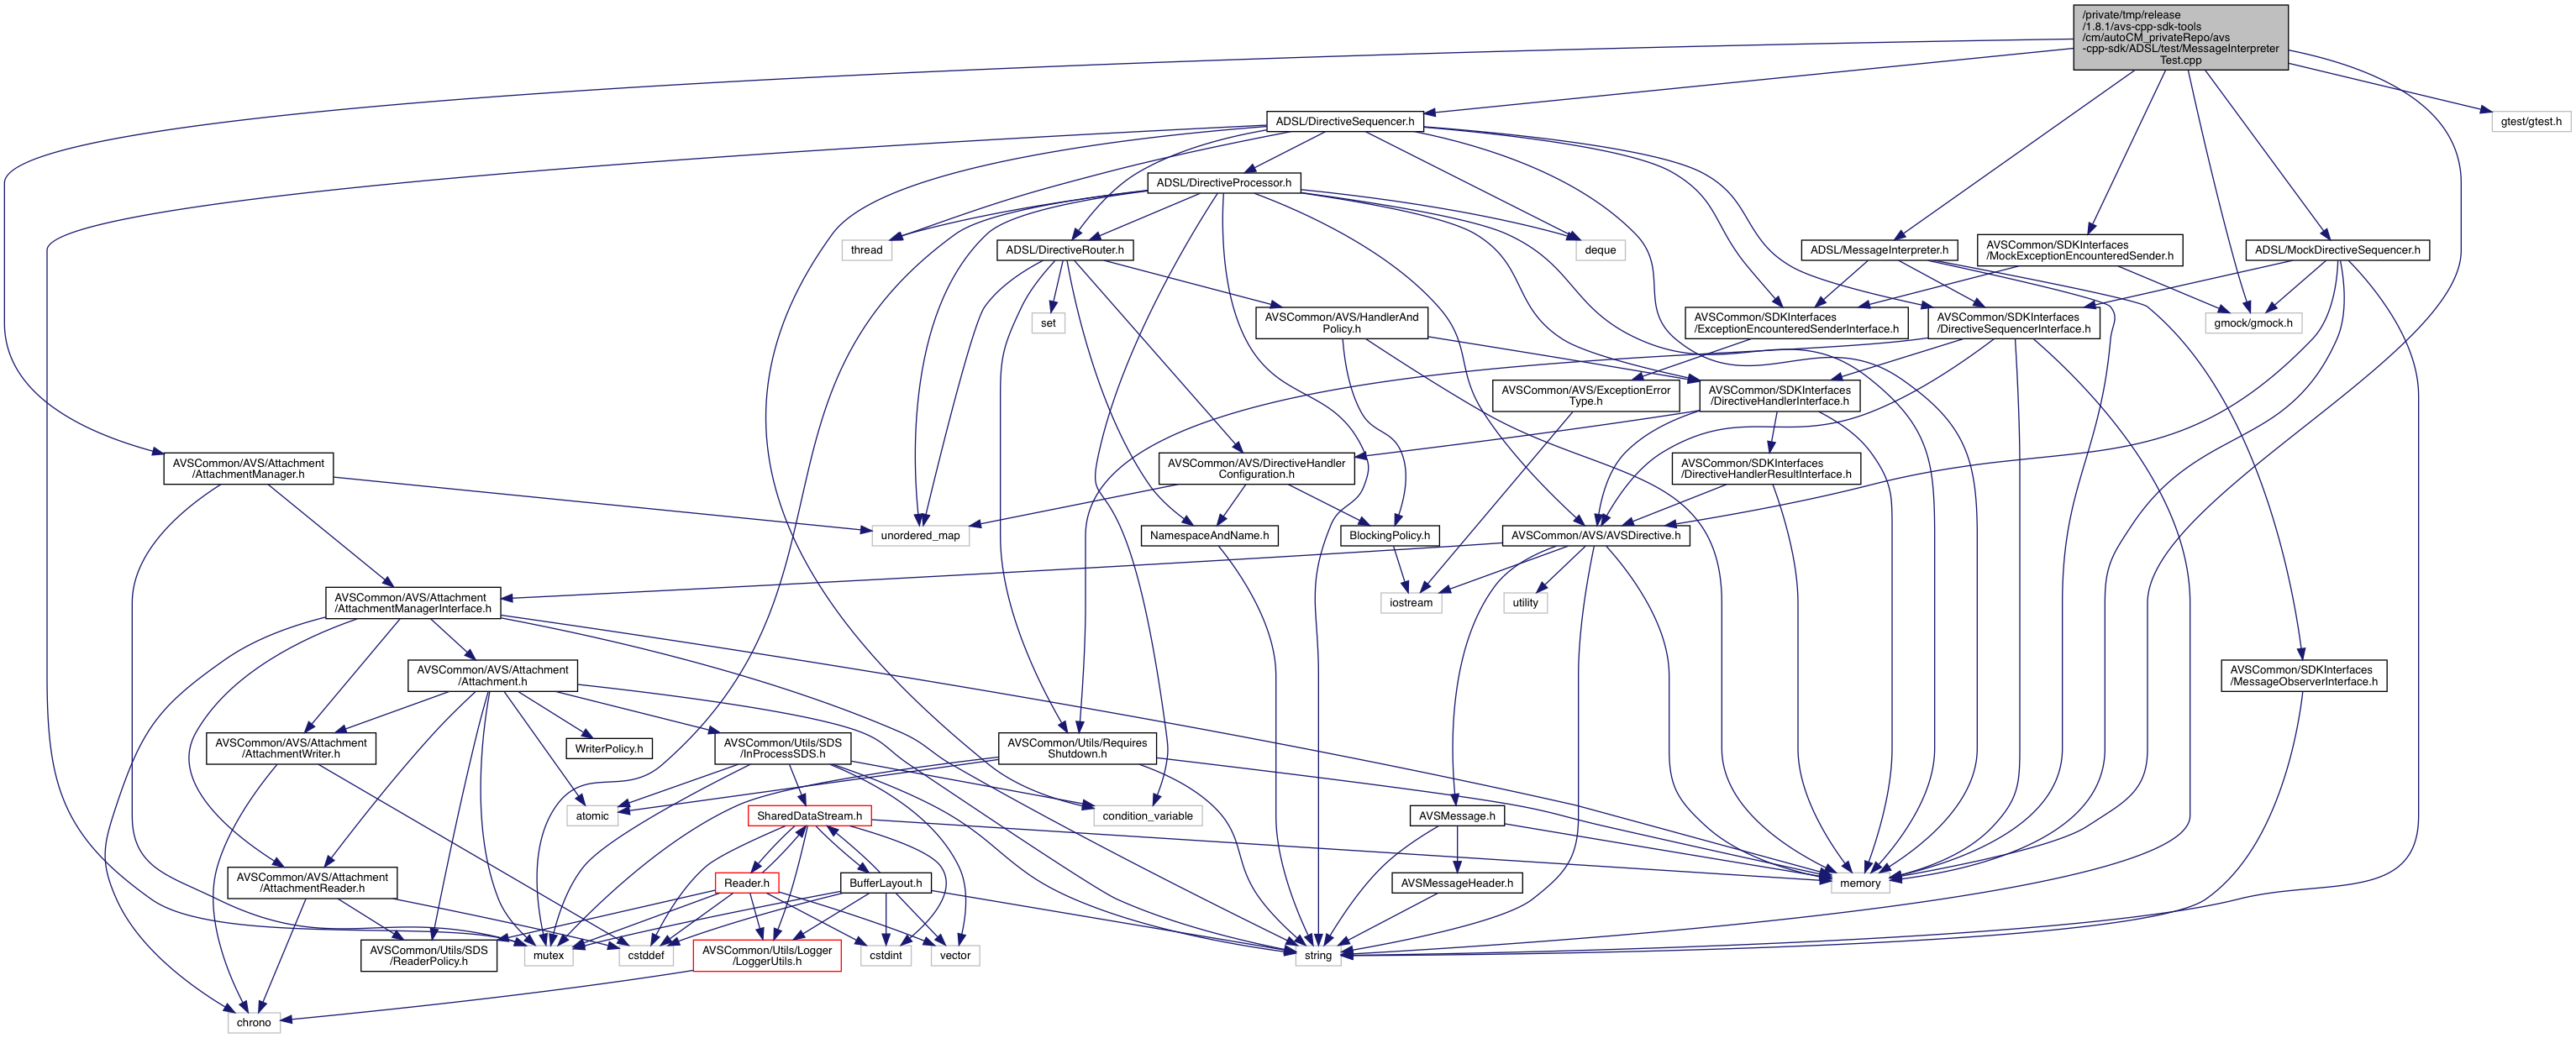 /private/tmp/release
/1.8.1/avs-cpp-sdk-tools
/cm/autoCM_privateRepo/avs
-cpp-sdk/ADSL/test/MessageInterpreter
Test.cpp
ADSL/DirectiveSequencer.h
gtest/gtest.h
ADSL/DirectiveProcessor.h
thread
ADSL/DirectiveRouter.h
deque
ADSL/MessageInterpreter.h
AVSCommon/SDKInterfaces
/MockExceptionEncounteredSender.h
ADSL/MockDirectiveSequencer.h
set
AVSCommon/AVS/HandlerAnd
Policy.h
AVSCommon/SDKInterfaces
/ExceptionEncounteredSenderInterface.h
AVSCommon/SDKInterfaces
/DirectiveSequencerInterface.h
gmock/gmock.h
AVSCommon/AVS/ExceptionError
Type.h
AVSCommon/SDKInterfaces
/DirectiveHandlerInterface.h
AVSCommon/AVS/Attachment
/AttachmentManager.h
AVSCommon/AVS/DirectiveHandler
Configuration.h
AVSCommon/SDKInterfaces
/DirectiveHandlerResultInterface.h
unordered_map
NamespaceAndName.h
BlockingPolicy.h
AVSCommon/AVS/AVSDirective.h
AVSCommon/AVS/Attachment
/AttachmentManagerInterface.h
iostream
utility
AVSCommon/AVS/Attachment
/Attachment.h
AVSCommon/SDKInterfaces
/MessageObserverInterface.h
AVSCommon/AVS/Attachment
/AttachmentWriter.h
WriterPolicy.h
AVSCommon/Utils/SDS
/InProcessSDS.h
AVSCommon/Utils/Requires
Shutdown.h
atomic
SharedDataStream.h
condition_variable
AVSMessage.h
AVSCommon/AVS/Attachment
/AttachmentReader.h
Reader.h
BufferLayout.h
AVSMessageHeader.h
memory
AVSCommon/Utils/SDS
/ReaderPolicy.h
mutex
cstddef
AVSCommon/Utils/Logger
/LoggerUtils.h
cstdint
vector
string
chrono